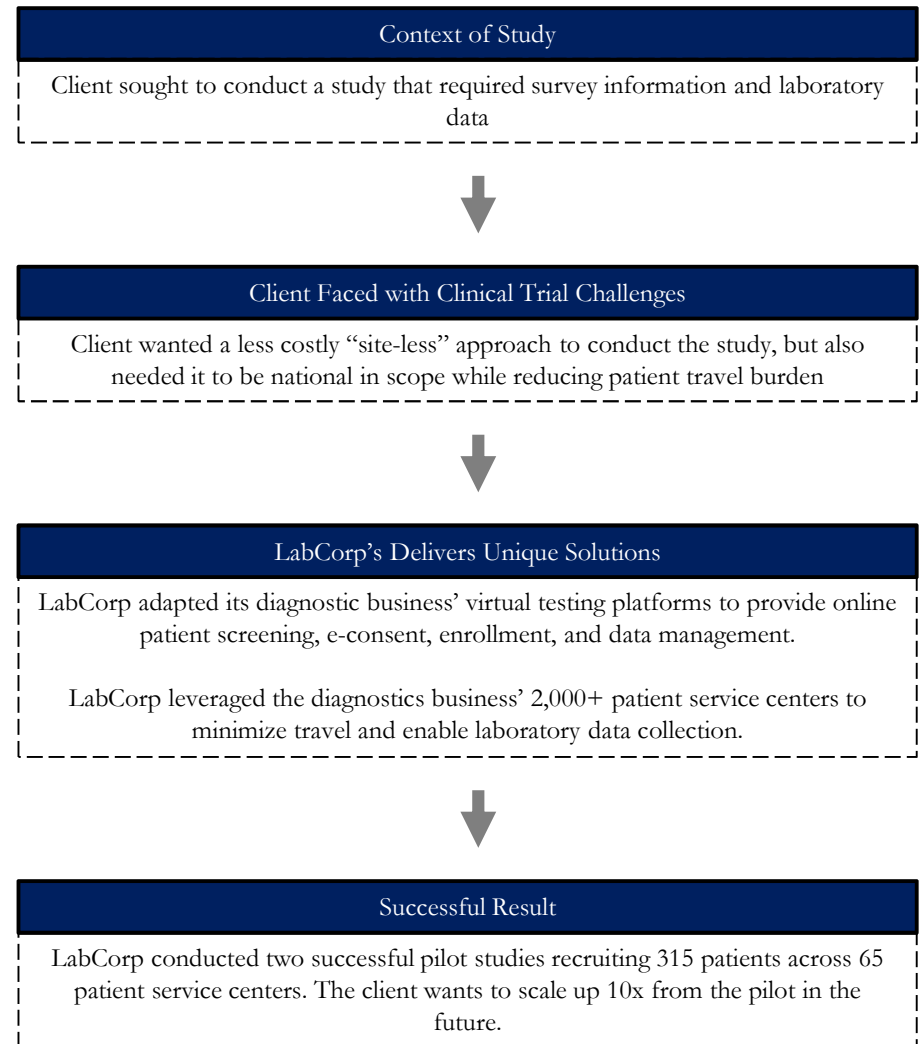 Context of Study
Client sought to conduct a study that required survey information and laboratory
data
Client Faced with Clinical Trial Challenges
Client wanted a less costly “site-less” approach to conduct the study, but also
needed it to be national in scope while reducing patient travel burden
LabCorp’s Delivers Unique Solutions
LabCorp adapted its diagnostic business’ virtual testing platforms to provide online
patient screening, e-consent, enrollment, and data management.
LabCorp leveraged the diagnostics business’ 2,000+ patient service centers to
minimize travel and enable laboratory data collection.
Successful Result
LabCorp conducted two successful pilot studies recruiting 315 patients across 65
patient service centers. The client wants to scale up 10x from the pilot in the
future.